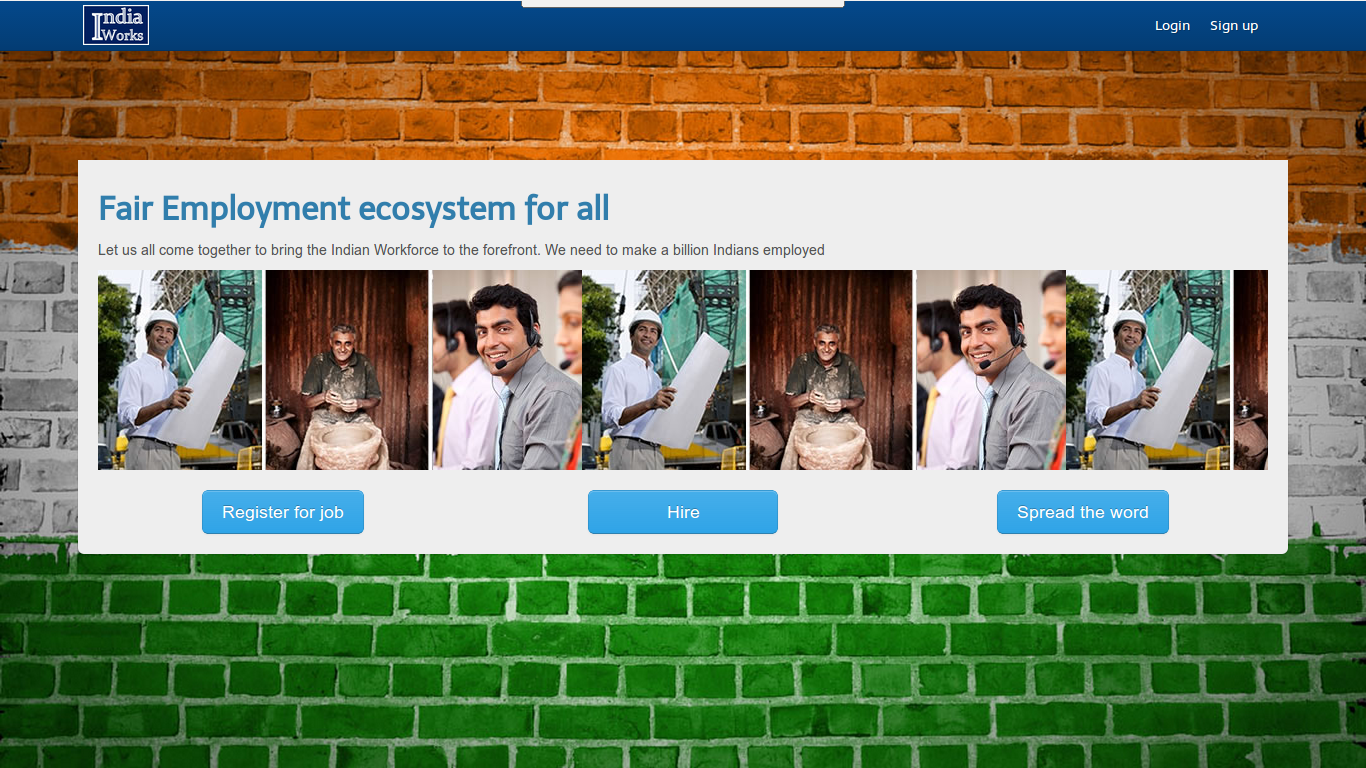 India
Works
Login
Sign up
Fair Employment ecosystem for all
Let us all come together to bring the Indian Workforce to the forefront. We need to make a billion Indians employed
Register for job
Hire
Spread the word